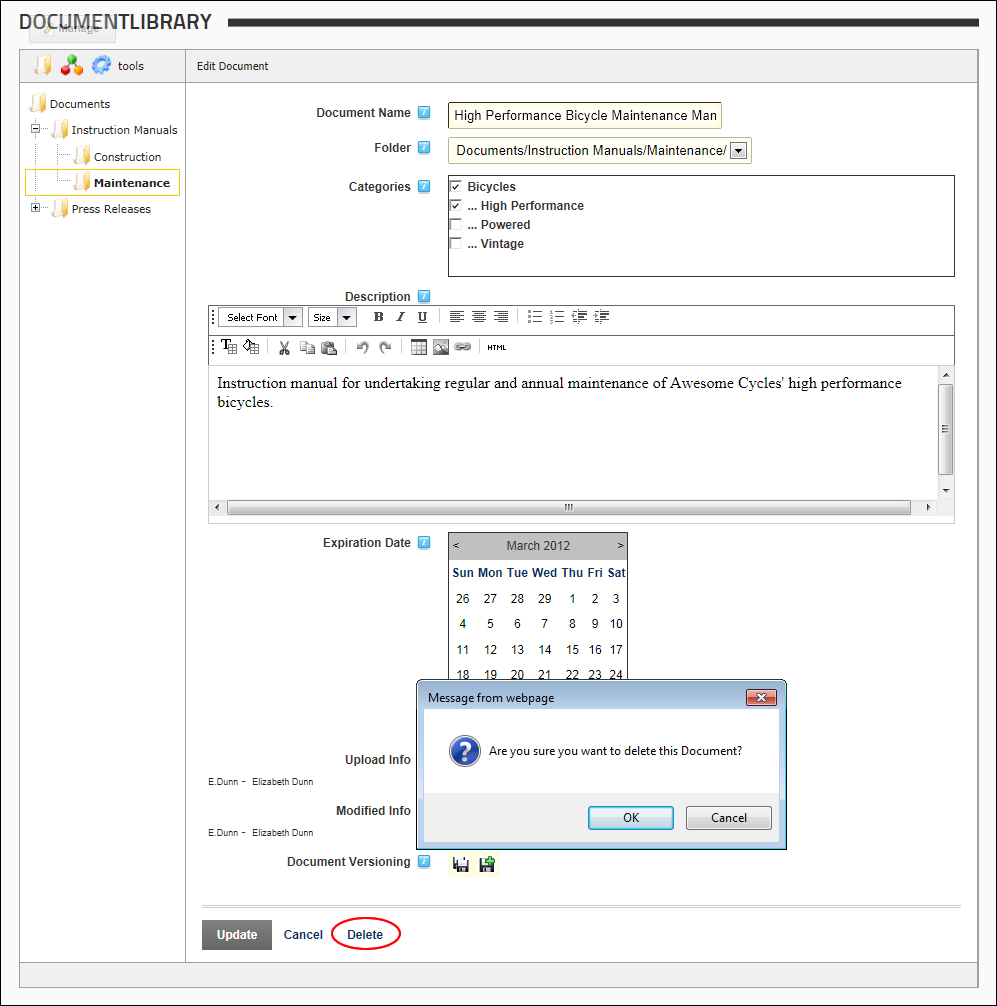 DOCUMENTLIBRARY
Manage
tools
Edit Document
Documents
Instruction Manuals
Construction
Maintenance
Press Releases
Document Name
High Performance Bicycle Maintenance Man
Folder
Documents/Instruction Manuals/Maintenance/
Categories
Bicycles
... High Performance
... Powered
... Vintage
Description
Select Font Size B I U
HTML
Instruction manual for undertaking regular and annual maintenance of Awesome Cycles' high performance
bicycles.
Expiration Date
< March 2012 >
Sun Mon Tue Wed Thu Fri Sat
26 27 28 29 1 2 3
4 5 6 7 8 9 10
11 12 13 14 15 16 17
18 19 20 21 22 23 24
Message from webpage
Are you sure you want to delete this Document?
OK Cancel
Upload Info
E.Dunn - Elizabeth Dunn
Modified Info
E.Dunn - Elizabeth Dunn
Document Versioning
Update Cancel Delete